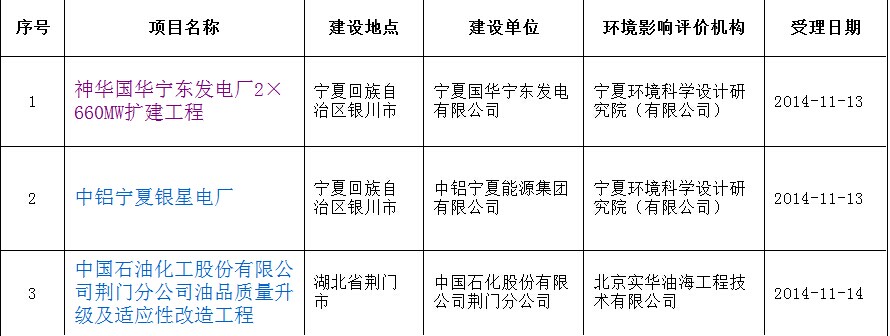 序号 项目名称 建设地点 建设单位 环境影响评价机构 受理日期
1 神华国华宁东发电厂2×660MW扩建工程 宁夏回族自治区银川市 宁夏国华宁东发电有限公司 宁夏环境科学设计研究院（有限公司） 2014-11-13
2 中铝宁夏银星电厂 宁夏回族自治区银川市 中铝宁夏能源集团有限公司 宁夏环境科学设计研究院（有限公司） 2014-11-13
3 中国石油化工股份有限公司荆门分公司油品质量升级及适应性改造工程 湖北省荆门市 中国石化股份有限公司荆门分公司 北京实华油海工程技术有限公司 2014-11-14